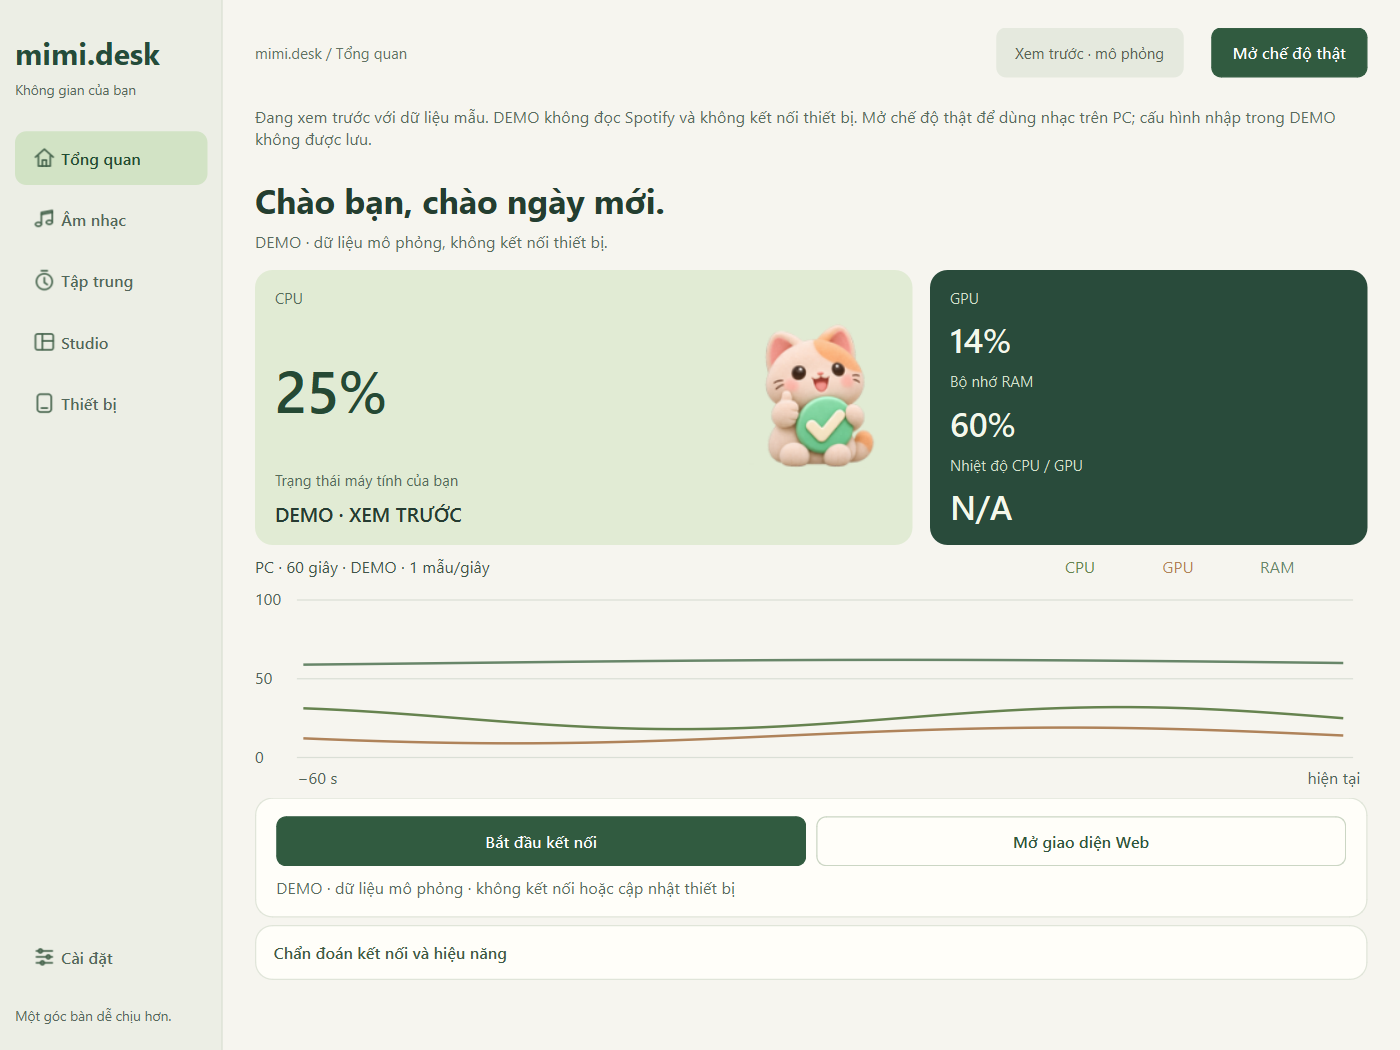 mimi.desk
Không gian của bạn
Tổng quan
Âm nhạc
Tập trung
Studio
Thiết bị
Cài đặt
Một góc bàn dễ chịu hơn.
mimi.desk / Tổng quan
Xem trước · mô phỏng
Mở chế độ thật
Đang xem trước với dữ liệu mẫu. DEMO không đọc Spotify và không kết nối thiết bị. Mở chế độ thật để dùng nhạc trên PC; cấu hình nhập trong DEMO
không được lưu.
Chào bạn, chào ngày mới.
DEMO · dữ liệu mô phỏng, không kết nối thiết bị.
CPU
25%
Trạng thái máy tính của bạn
DEMO · XEM TRƯỚC
GPU
14%
Bộ nhớ RAM
60%
Nhiệt độ CPU / GPU
N/A
PC · 60 giây · DEMO · 1 mẫu/giây
CPU
GPU
RAM
100
50
0
−60 s
hiện tại
Bắt đầu kết nối
Mở giao diện Web
DEMO · dữ liệu mô phỏng · không kết nối hoặc cập nhật thiết bị
Chẩn đoán kết nối và hiệu năng